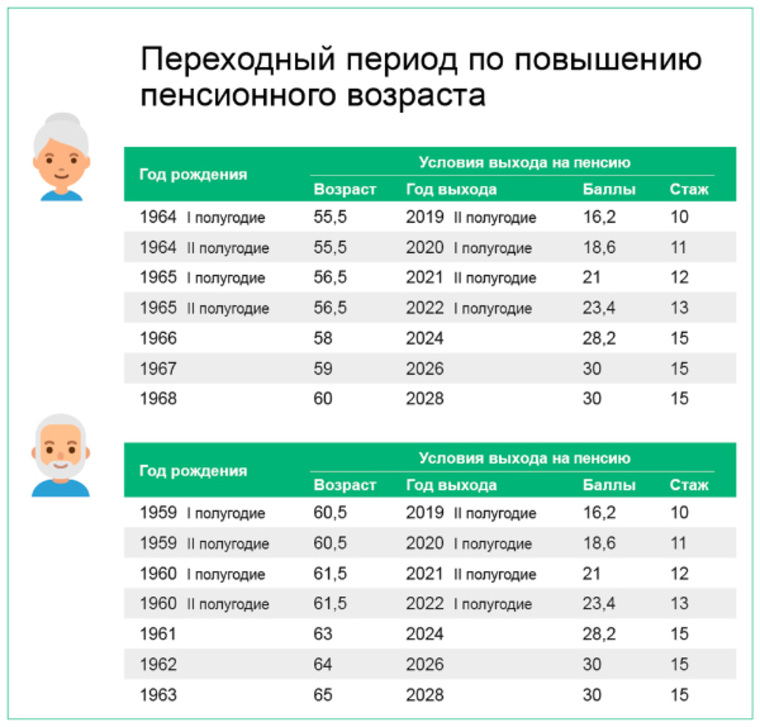 Переходный период по повышению
пенсионного возраста
Год рождения
Условия выхода на пенсию
Возраст Год выхода Баллы Стаж
1964 I полугодие 55,5 2019 II полугодие 16,2 10
1964 II полугодие 55,5 2020 I полугодие 18,6 11
1965 I полугодие 56,5 2021 II полугодие 21 12
1965 II полугодие 56,5 2022 I полугодие 23,4 13
1966 58 2024 28,2 15
1967 59 2026 30 15
1968 60 2028 30 15
Год рождения
Условия выхода на пенсию
Возраст Год выхода Баллы Стаж
1959 I полугодие 60,5 2019 II полугодие 16,2 10
1959 II полугодие 60,5 2020 I полугодие 18,6 11
1960 I полугодие 61,5 2021 II полугодие 21 12
1960 II полугодие 61,5 2022 I полугодие 23,4 13
1961 63 2024 28,2 15
1962 64 2026 30 15
1963 65 2028 30 15